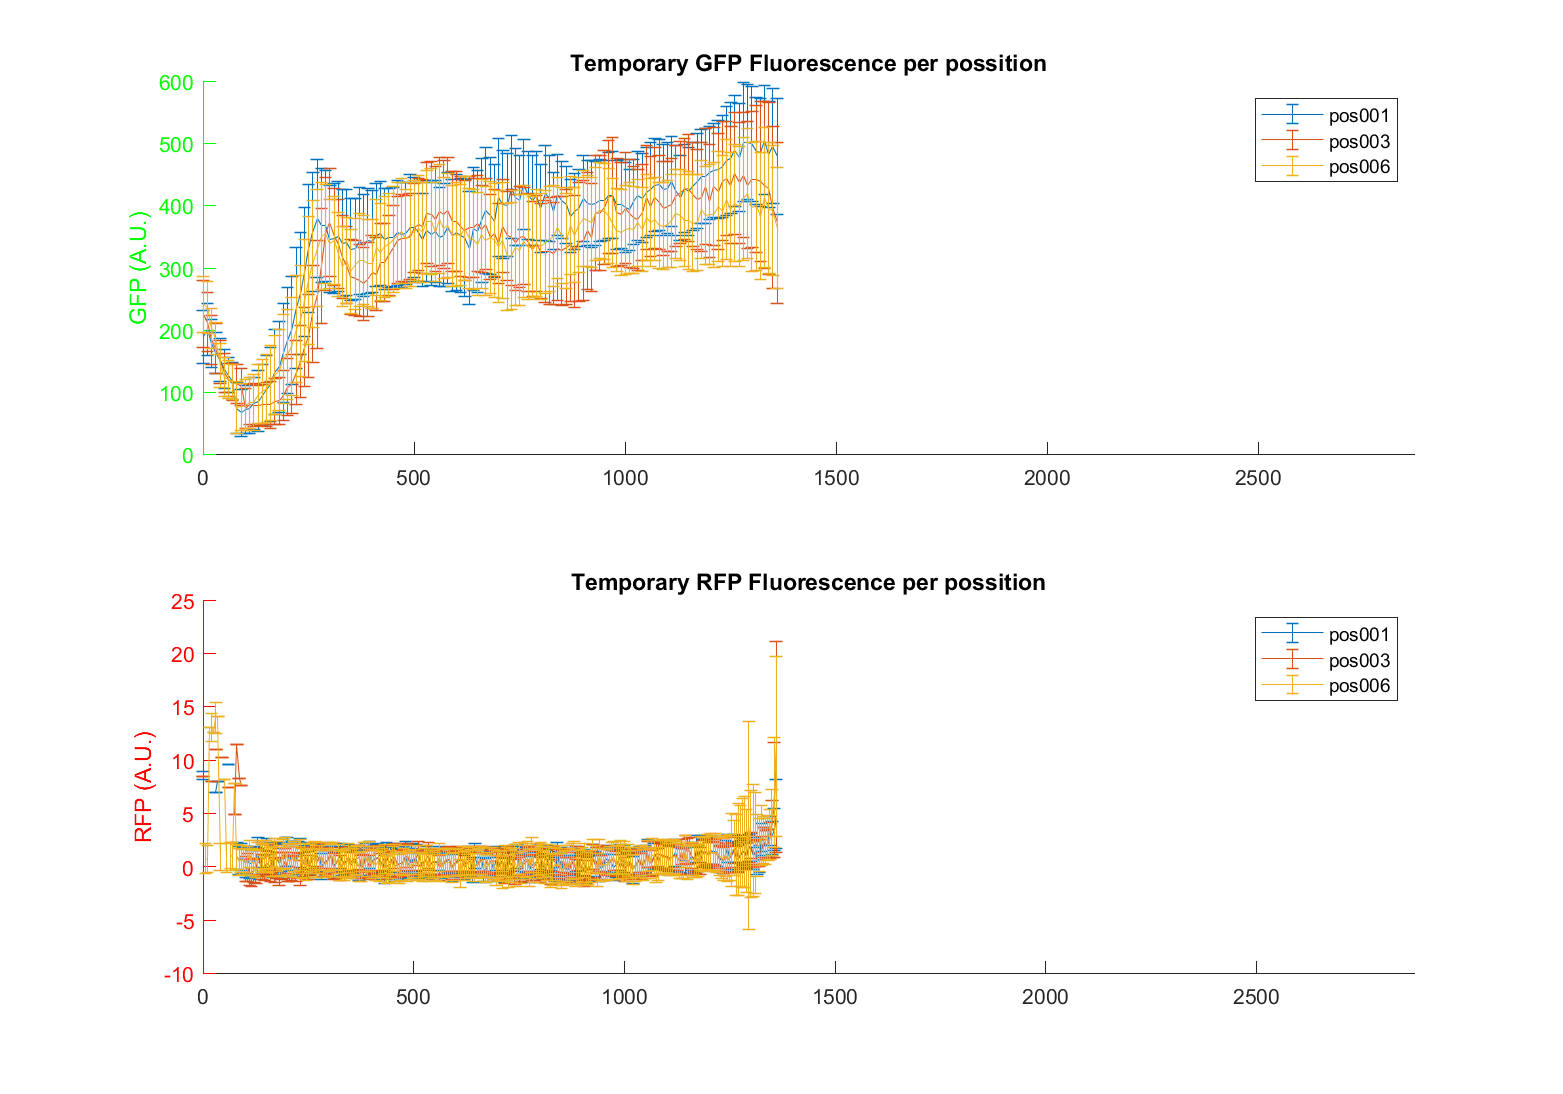 Temporary GFP Fluorescence per possition
600
500
400
300
200
100
0
GFP (A.U.)
0 500 1000 1500 2000 2500
pos001
pos003
pos006
Temporary RFP Fluorescence per possition
25
20
15
10
5
0
-5
-10
RFP (A.U.)
0 500 1000 1500 2000 2500
pos001
pos003
pos006